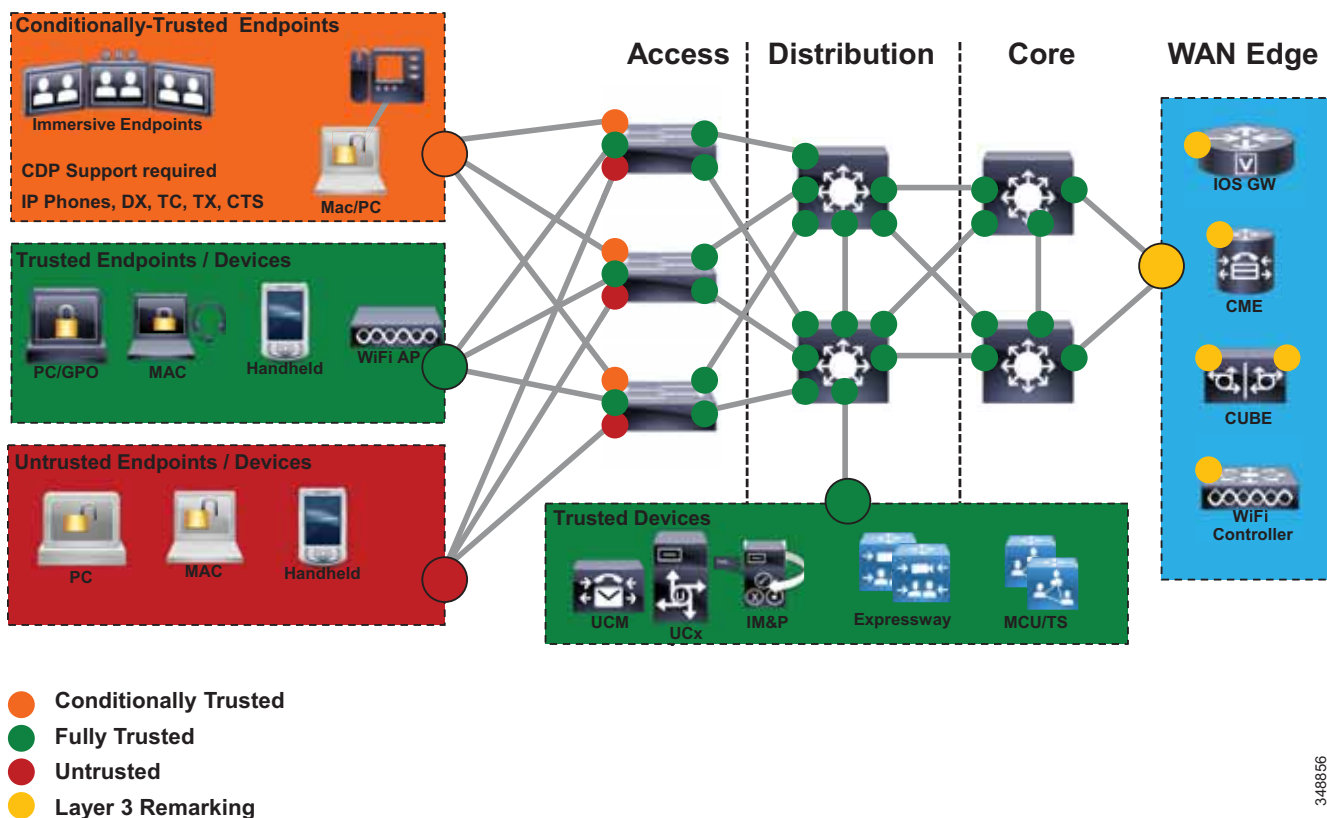 Conditionally-Trusted Endpoints
Immersive Endpoints
CDP Support required
IP Phones, DX, TC, TX, CTS
Mac/PC
Trusted Endpoints / Devices
PC/GPO
MAC
Handheld
WiFi AP
Untrusted Endpoints / Devices
PC
MAC
Handheld
Access
Distribution
Core
WAN Edge
V
IOS GW
CME
CUBE
WiFi
Controller
Trusted Devices
UCM
UCx
IM&P
Expressway
MCU/TS
Conditionally Trusted
Fully Trusted
Untrusted
Layer 3 Remarking
348856